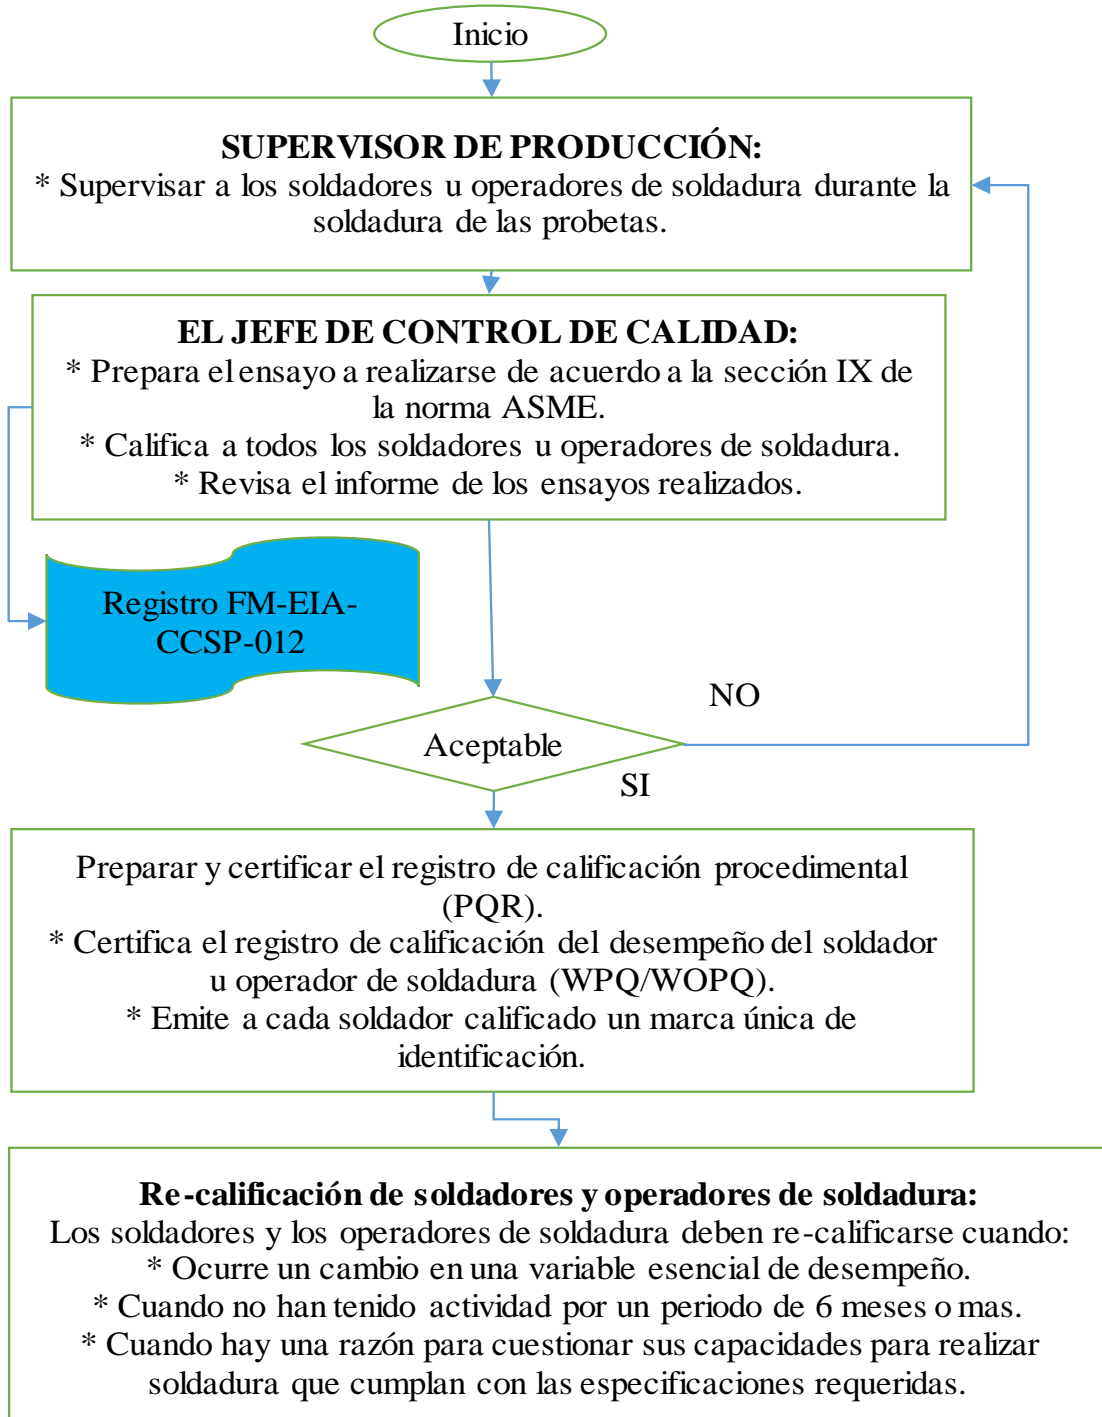 Inicio
SUPERVISOR DE PRODUCCIÓN:
* Supervisar a los soldadores u operadores de soldadura durante la
soldadura de las probetas.
EL JEFE DE CONTROL DE CALIDAD:
* Prepara el ensayo a realizarse de acuerdo a la sección IX de
la norma ASME.
* Califica a todos los soldadores u operadores de soldadura.
* Revisa el informe de los ensayos realizados.
Registro FM-EIA-
CCSP-012
NO
Aceptable
SI
Preparar y certificar el registro de calificación procedimental
(PQR).
* Certifica el registro de calificación del desempeño del soldador
u operador de soldadura (WPQ/WOPQ).
* Emite a cada soldador calificado un marca única de
identificación.
Re-calificación de soldadores y operadores de soldadura:
Los soldadores y los operadores de soldadura deben re-calificarse cuando:
* Ocurre un cambio en una variable esencial de desempeño.
* Cuando no han tenido actividad por un periodo de 6 meses o mas.
* Cuando hay una razón para cuestionar sus capacidades para realizar
soldadura que cumplan con las especificaciones requeridas.